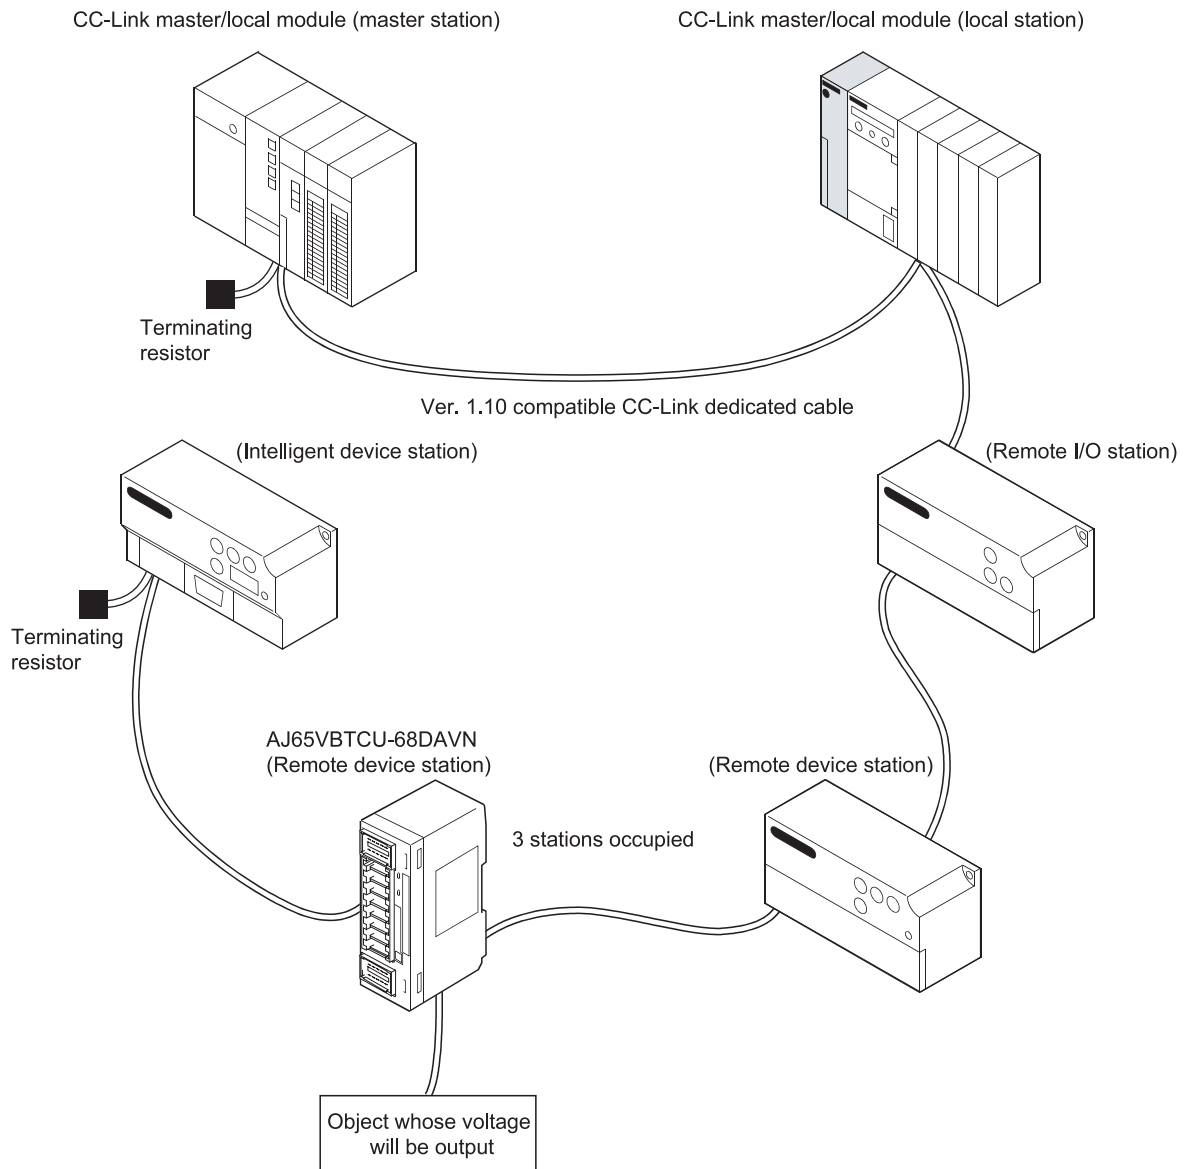 CC-Link master/local module (master station)
CC-Link master/local module (local station)
Terminating
resistor
Ver. 1.10 compatible CC-Link dedicated cable
(Intelligent device station)
(Remote I/O station)
Terminating
resistor
AJ65VBTCU-68DAVN
(Remote device station)
(Remote device station)
3 stations occupied
Object whose voltage
will be output